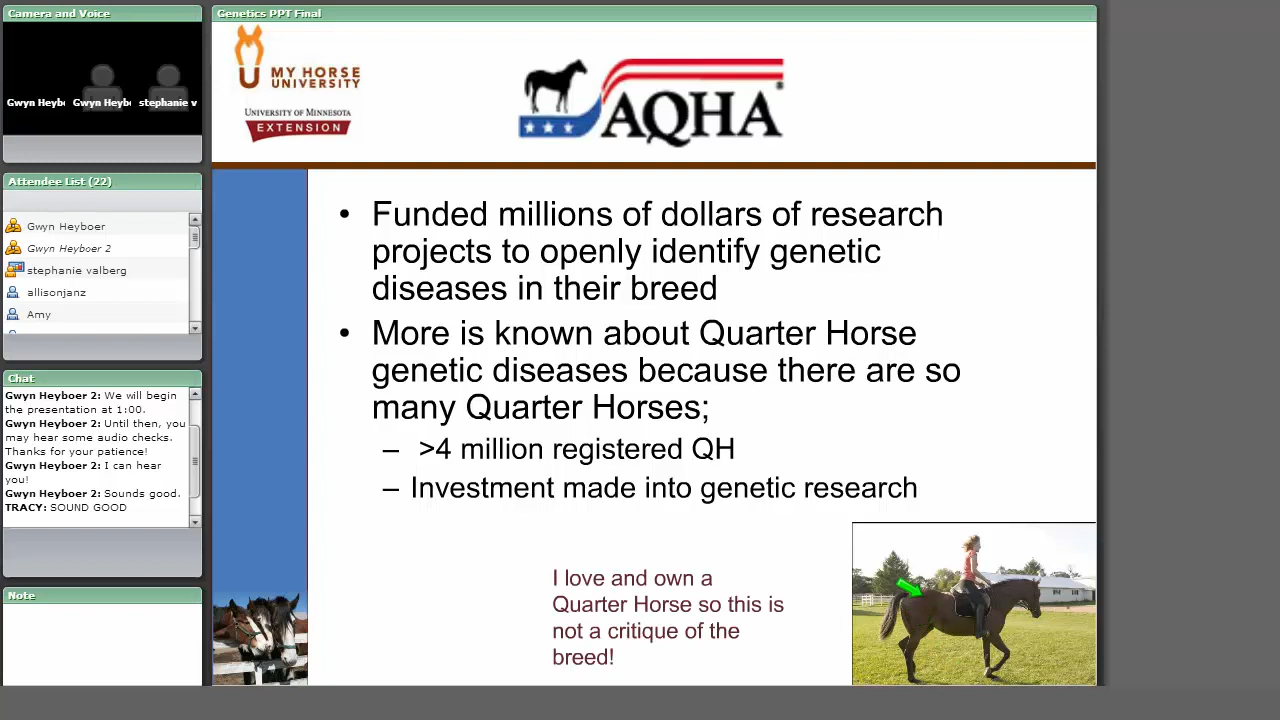 Camera and Voice
Gwyn Heyb
Gwyn Heyb
stephanie v
Attendee List (22)
Gwyn Heyboer
Gwyn Heyboer 2
stephanie valberg
allisonjanz
Amy
Chat
Gwyn Heyboer 2: We will begin
the presentation at 1:00.
Gwyn Heyboer 2: Until then, you
may hear some audio checks.
Thanks for your patience!
Gwyn Heyboer 2: I can hear
you!
Gwyn Heyboer 2: Sounds good.
TRACY: SOUND GOOD
Note
Genetics PPT Final
MY HORSE
UNIVERSITY
UNIVERSITY OF MINNESOTA
EXTENSION
AQHA
• Funded millions of dollars of research
projects to openly identify genetic
diseases in their breed
• More is known about Quarter Horse
genetic diseases because there are so
many Quarter Horses;
– >4 million registered QH
– Investment made into genetic research
I love and own a
Quarter Horse so this is
not a critique of the
breed!